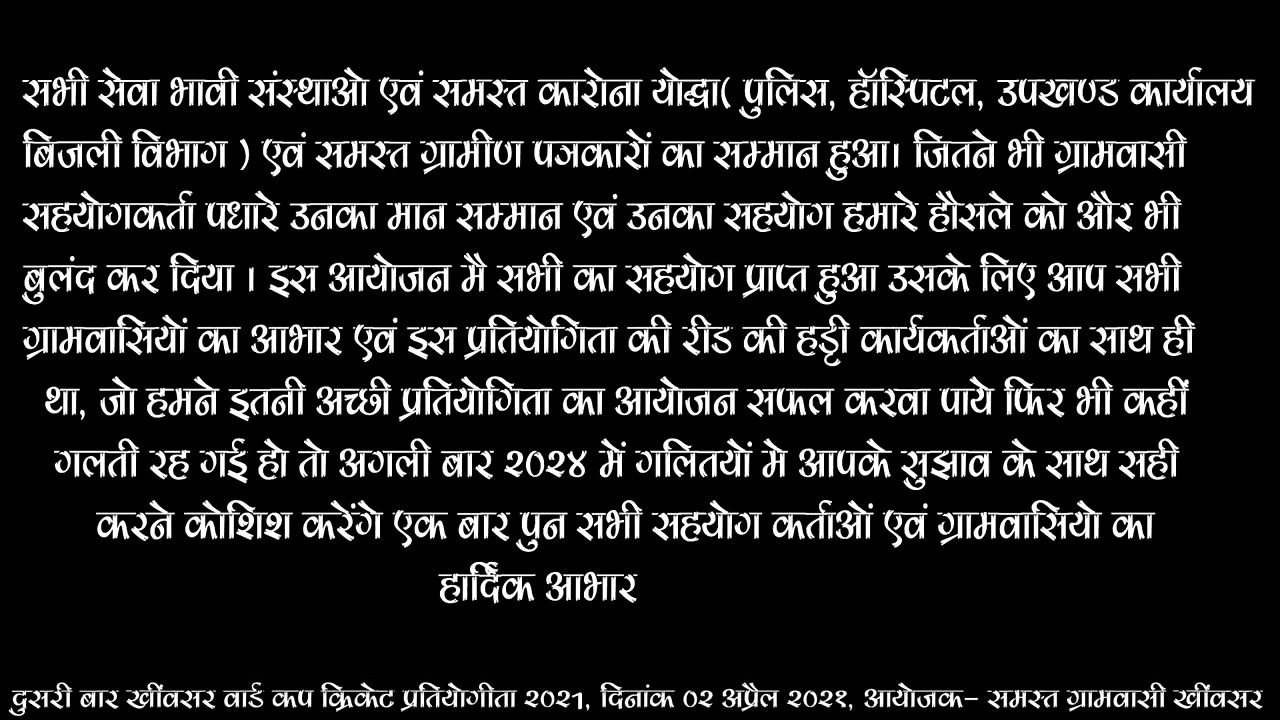 सभी सेवा भावी संस्थाओ एवं समस्त कारोना योद्धा( पुलिस, हॉस्पिटल, उपखण्ड कार्यालय
बिजली विभाग ) एवं समस्त ग्रामीण पत्रकारों का सम्मान हुआ। जितने भी ग्रामवासी
सहयोगकर्ता पधारे उनका मान सम्मान एवं उनका सहयोग हमारे हौसले को और भी
बुलंद कर दिया । इस आयोजन मै सभी का सहयोग प्राप्त हुआ उसके लिए आप सभी
ग्रामवासियों का आभार एवं इस प्रतियोगिता की रीड की हड्डी कार्यकर्ताओं का साथ ही
था, जो हमने इतनी अच्छी प्रतियोगिता का आयोजन सफल करवा पाये फिर भी कहीं
गलती रह गई हो तो अगली बार २०२४ में गलितयों मे आपके सुझाव के साथ सही
करने कोशिश करेंगे एक बार पुन सभी सहयोग कर्ताओं एवं ग्रामवासियो का
हार्दिक आभार
दुसरी बार खींवसर वार्ड कप क्रिकेट प्रतियोगीता २०२1, दिनांक ०२ अप्रैल २०२१, आयोजक- समस्त ग्रामवासी खींवसर